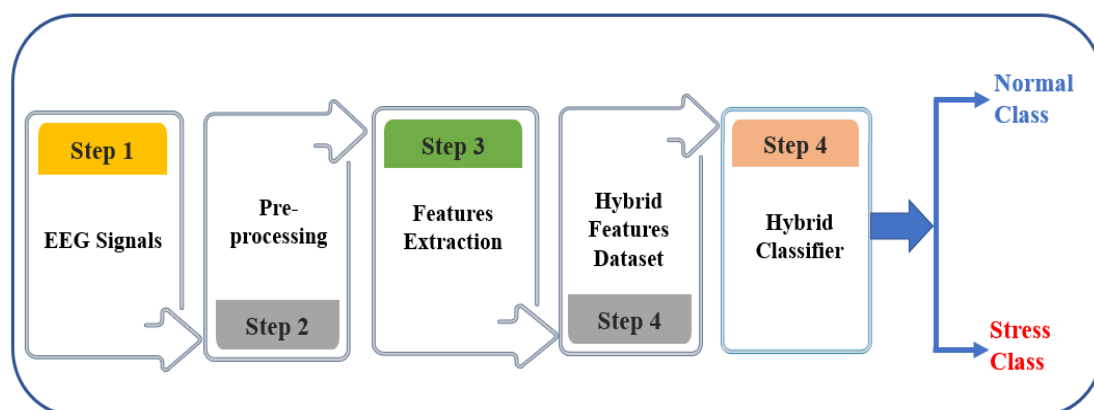 Step 1
EEG Signals
Pre-
processing
Step 2
Step 3
Features
Extraction
Hybrid
Features
Dataset
Step 4
Step 4
Hybrid
Classifier
Normal
Class
Stress
Class